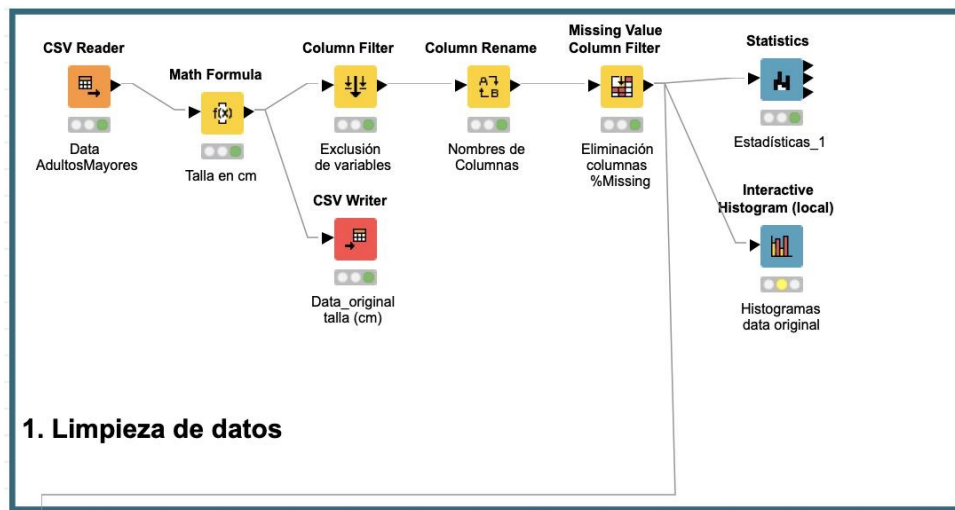 CSV Reader
Data
AdultosMayores
Math Formula
f(x)
Talla en cm
Column Filter
Exclusión
de variables
CSV Writer
Data_original
talla (cm)
Column Rename
A
B
Nombres de
Columnas
Missing Value
Column Filter
Eliminación
columnas
%Missing
Statistics
Estadísticas_1
Interactive
Histogram (local)
Histogramas
data original
1. Limpieza de datos